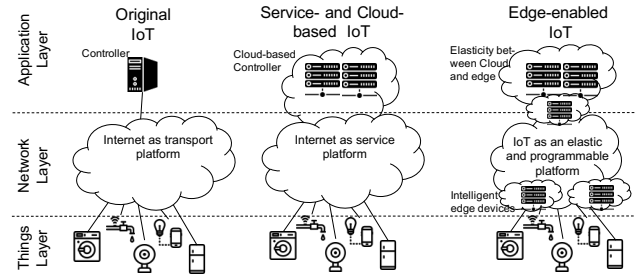 Original
IoT
Service- and Cloud-
based IoT
Edge-enabled
IoT
Application
Layer
Controller
Cloud-based
Controller
Elasticity bet-
ween Cloud
and edge
Network
Layer
Internet as transport
platform
Internet as service
platform
IoT as an elastic
and programmable
platform
Intelligent
edge devices
Things
Layer